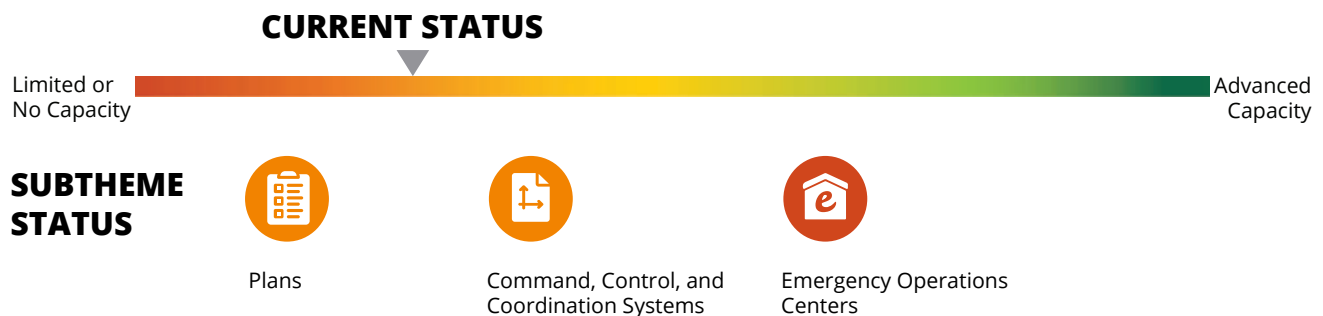 CURRENT STATUS
Limited or
No Capacity
Advanced
Capacity
SUBTHEME
STATUS
e
Plans
Command, Control, and
Coordination Systems
Emergency Operations
Centers